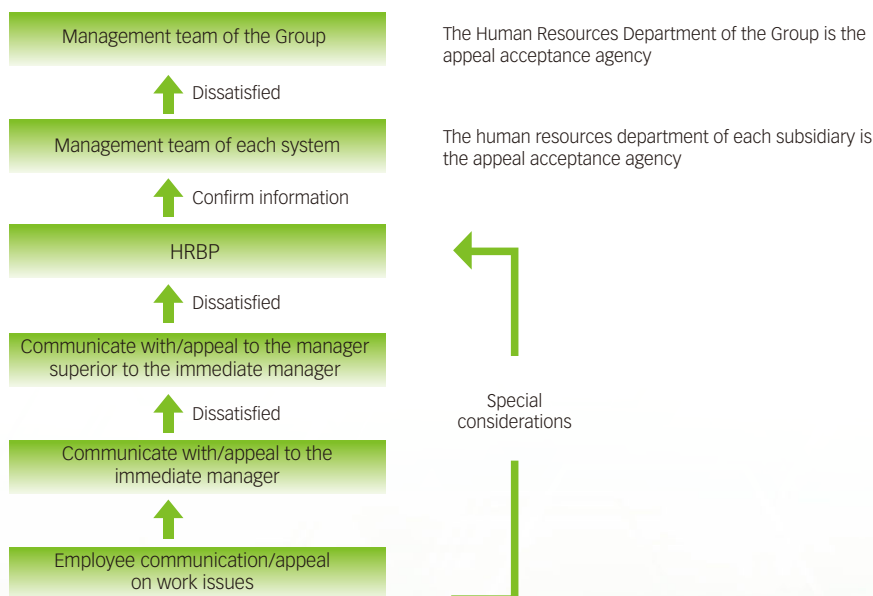 Management team of the Group
The Human Resources Department of the Group is the
appeal acceptance agency
Dissatisfied
Management team of each system
The human resources department of each subsidiary is
the appeal acceptance agency
Confirm information
HRBP
Dissatisfied
Communicate with/appeal to the manager
superior to the immediate manager
Dissatisfied
Special
considerations
Communicate with/appeal to the
immediate manager
Employee communication/appeal
on work issues